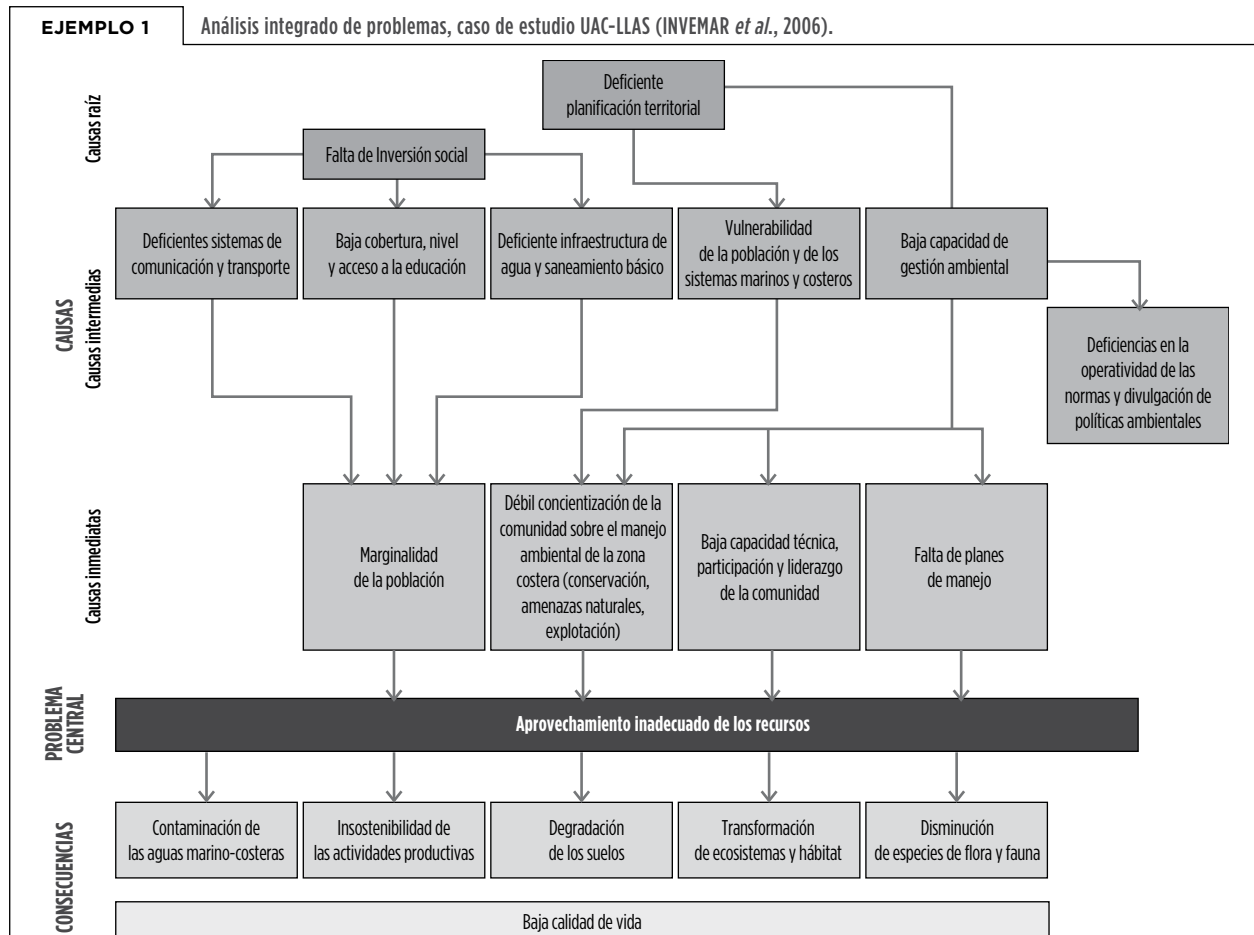 EJEMPLO 1
Análisis integrado de problemas, caso de estudio UAC-LLAS (INVEMAR et al., 2006).
Causas raíz
Deficiente
planificación territorial
Falta de Inversión social
CAUSAS
Causas intermedias
Deficientes sistemas de
comunicación y transporte
Baja cobertura, nivel
y acceso a la educación
Deficiente infraestructura de
agua y saneamiento básico
Vulnerabilidad
de la población y de los
sistemas marinos y costeros
Baja capacidad de
gestión ambiental
Deficiencias en la
operatividad de las
normas y divulgación de
políticas ambientales
Causas inmediatas
Marginalidad
de la población
Débil concientización de la
comunidad sobre el manejo
ambiental de la zona
costera (conservación,
amenazas naturales,
explotación)
Baja capacidad técnica,
participación y liderazgo
de la comunidad
Falta de planes
de manejo
PROBLEMA
CENTRAL
Aprovechamiento inadecuado de los recursos
CONSECUENCIAS
Contaminación de
las aguas marino-costeras
Insostenibilidad de
las actividades productivas
Degradación
de los suelos
Transformación
de ecosistemas y hábitat
Disminución
de especies de flora y fauna
Baja calidad de vida